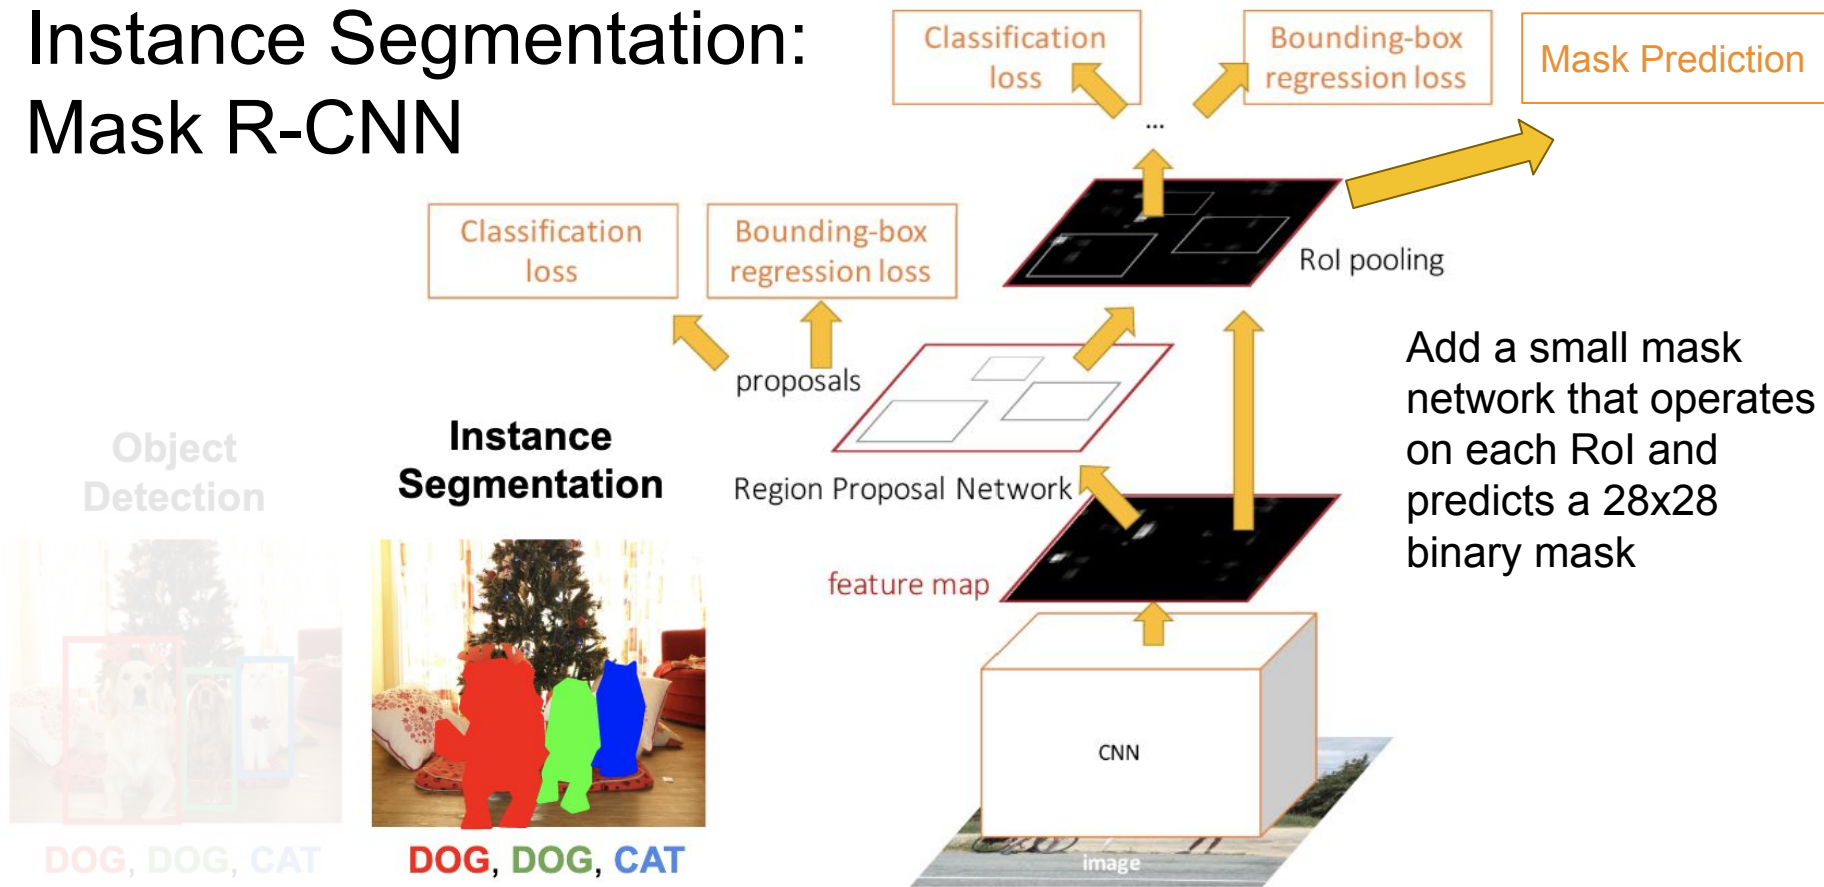 Instance Segmentation:
Mask R-CNN
Classification
loss
Bounding-box
regression loss
Mask Prediction
...
Classification
loss
Bounding-box
regression loss
RoI pooling
proposals
Add a small mask
network that operates
on each RoI and
predicts a 28x28
binary mask
Object
Detection
Instance
Segmentation
Region Proposal Network
feature map
CNN
image
DOG, DOG, CAT
DOG, DOG, CAT